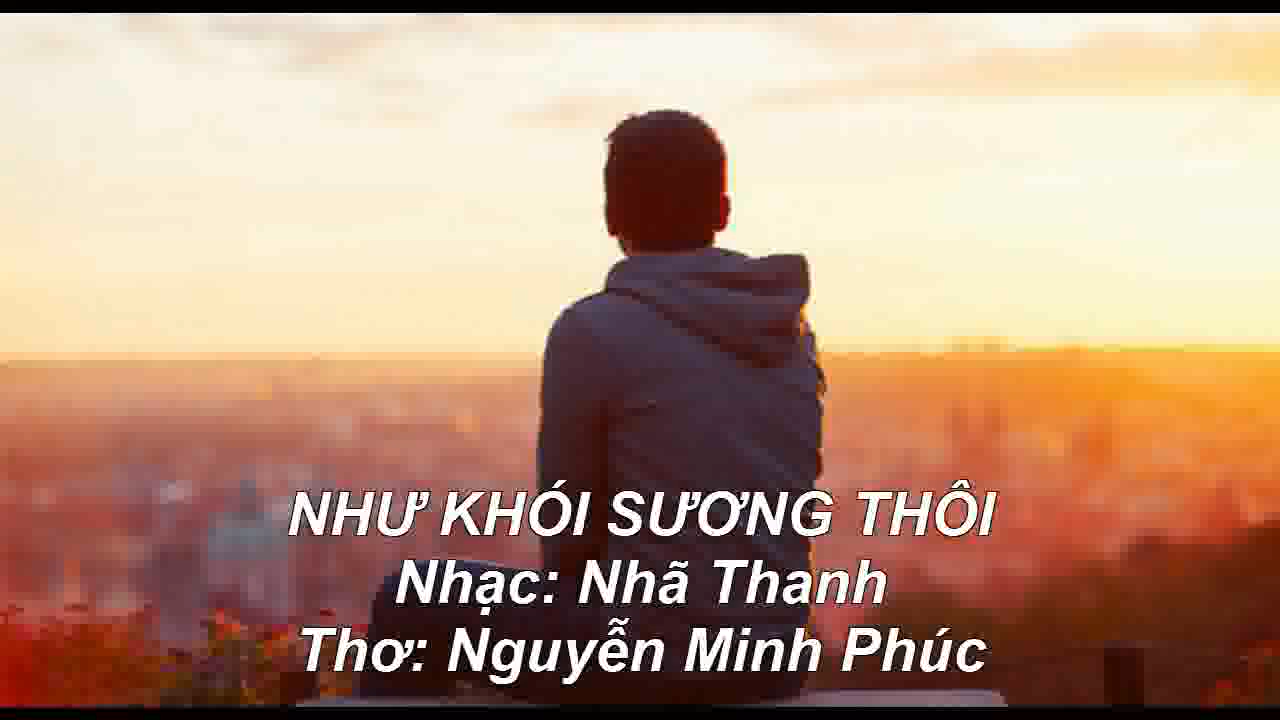 NHƯ KHÓI SƯƠNG THÔI
Nhạc: Nhã Thanh
Thơ: Nguyễn Minh Phúc